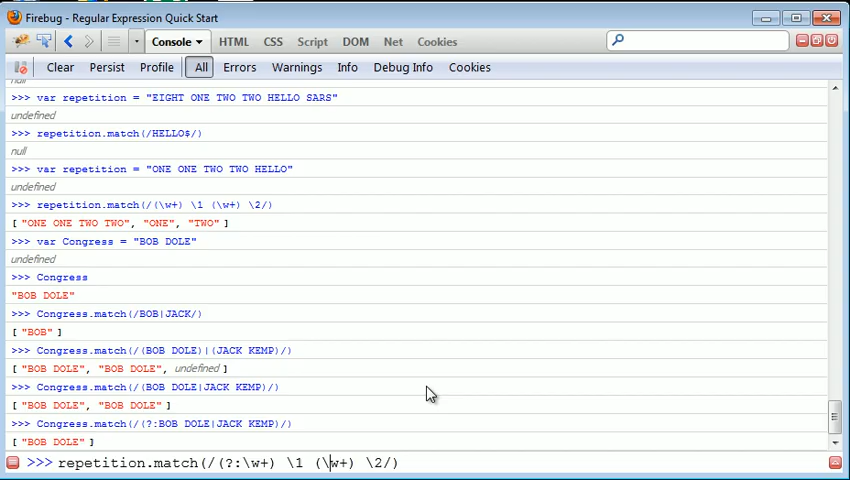 Firebug - Regular Expression Quick Start
Console HTML CSS Script DOM Net Cookies
Clear Persist Profile All Errors Warnings Info Debug Info Cookies
null
>>> var repetition = "EIGHT ONE TWO TWO HELLO SARS"
undefined
>>> repetition.match(/HELLO$/)
null
>>> var repetition = "ONE ONE TWO TWO HELLO"
undefined
>>> repetition.match(/(\w+) \1 (\w+) \2/)
["ONE ONE TWO TWO", "ONE", "TWO"]
>>> var Congress = "BOB DOLE"
undefined
>>> Congress
"BOB DOLE"
>>> Congress.match(/BOB|JACK/)
["BOB"]
>>> Congress.match(/(BOB DOLE)|(JACK KEMP)/)
["BOB DOLE", "BOB DOLE", undefined]
>>> Congress.match(/(BOB DOLE|JACK KEMP)/)
["BOB DOLE", "BOB DOLE"]
>>> Congress.match(/(?:BOB DOLE|JACK KEMP)/)
["BOB DOLE"]
>>> repetition.match(/(?:\w+) \1 (\w+) \2/)